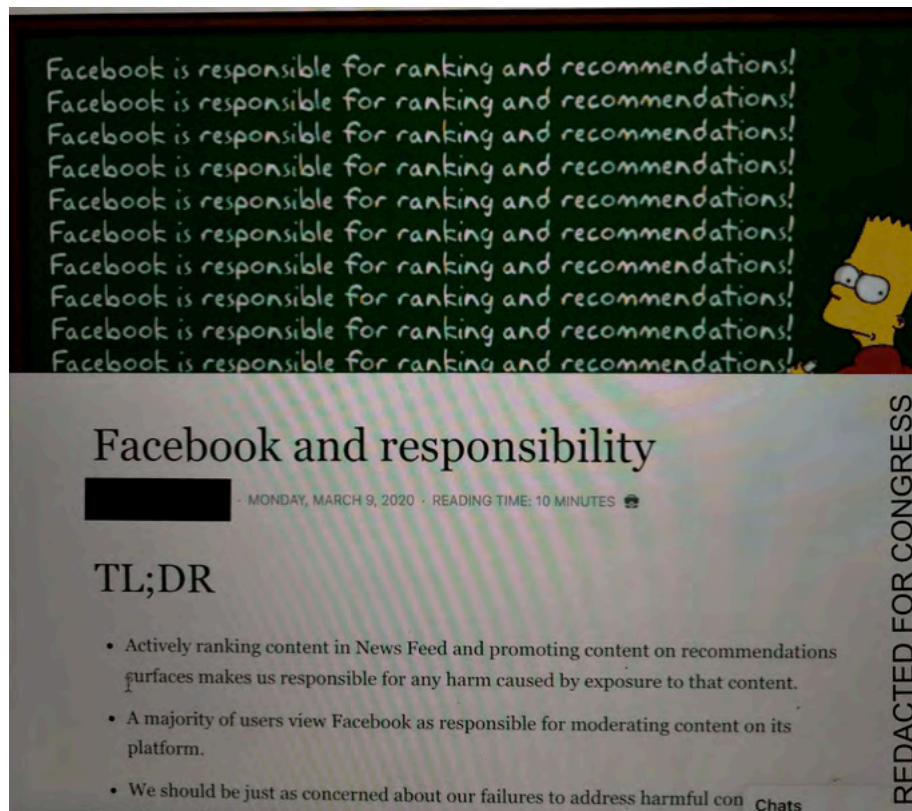 Facebook is responsible for ranking and recommendations!
Facebook is responsible for ranking and recommendations!
Facebook is responsible for ranking and recommendations!
Facebook is responsible for ranking and recommendations!
Facebook is responsible for ranking and recommendations!
Facebook is responsible for ranking and recommendations!
Facebook is responsible for ranking and recommendations!
Facebook is responsible for ranking and recommendations!
Facebook is responsible for ranking and recommendations!
Facebook is responsible for ranking and recommendations!
Facebook and responsibility
· MONDAY, MARCH 9, 2020 · READING TIME: 10 MINUTES
TL;DR
• Actively ranking content in News Feed and promoting content on recommendations
surfaces makes us responsible for any harm caused by exposure to that content.
• A majority of users view Facebook as responsible for moderating content on its
platform.
• We should be just as concerned about our failures to address harmful con
Chats
REDACTED FOR CONGRESS